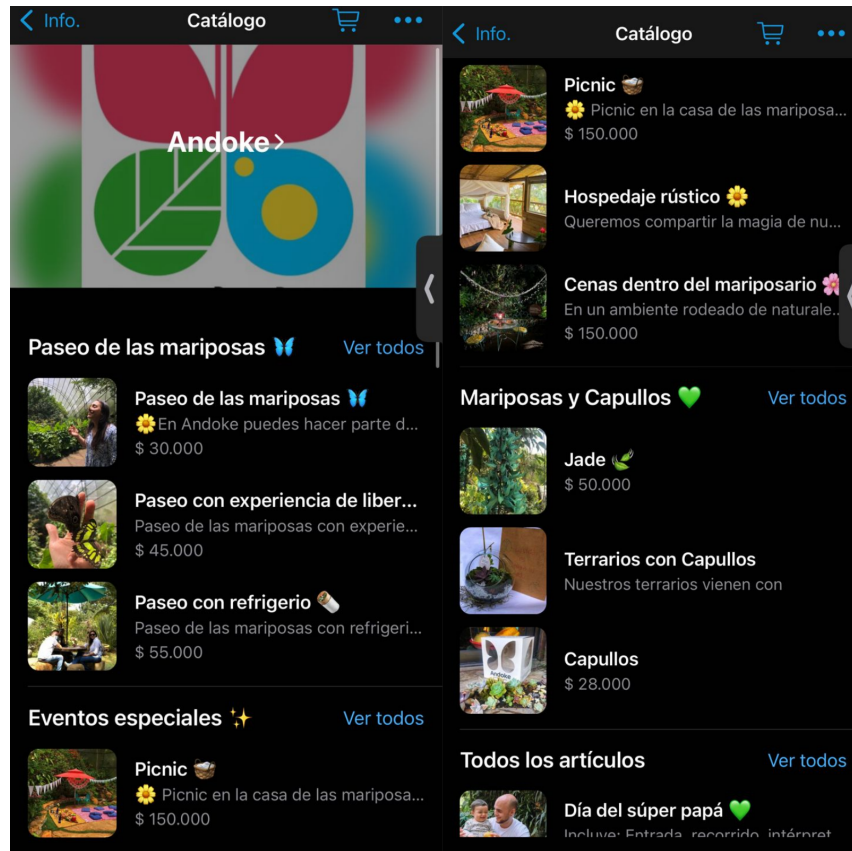 Info.
Catálogo
Andoke
Paseo de las mariposas 🦋
Ver todos
Paseo de las mariposas 🦋
🌼En Andoke puedes hacer parte d...
$ 30.000
Paseo con experiencia de liber...
Paseo de las mariposas con experie...
$ 45.000
Paseo con refrigerio 🌯
Paseo de las mariposas con refrigeri...
$ 55.000
Eventos especiales ✨
Ver todos
Picnic 🧺
🌼 Picnic en la casa de las mariposa...
$ 150.000
Info.
Catálogo
Picnic 🧺
🌼 Picnic en la casa de las mariposa...
$ 150.000
Hospedaje rústico 🌼
Queremos compartir la magia de nu...
Cenas dentro del mariposario 🌸
En un ambiente rodeado de naturale..
$ 150.000
Mariposas y Capullos 💚
Ver todos
Jade 🌿
$ 50.000
Terrarios con Capullos
Nuestros terrarios vienen con
Capullos
$ 28.000
Andoke
Todos los artículos
Ver todos
Día del súper papá 💚
Incluye: Entrada, recorrido, intérpret